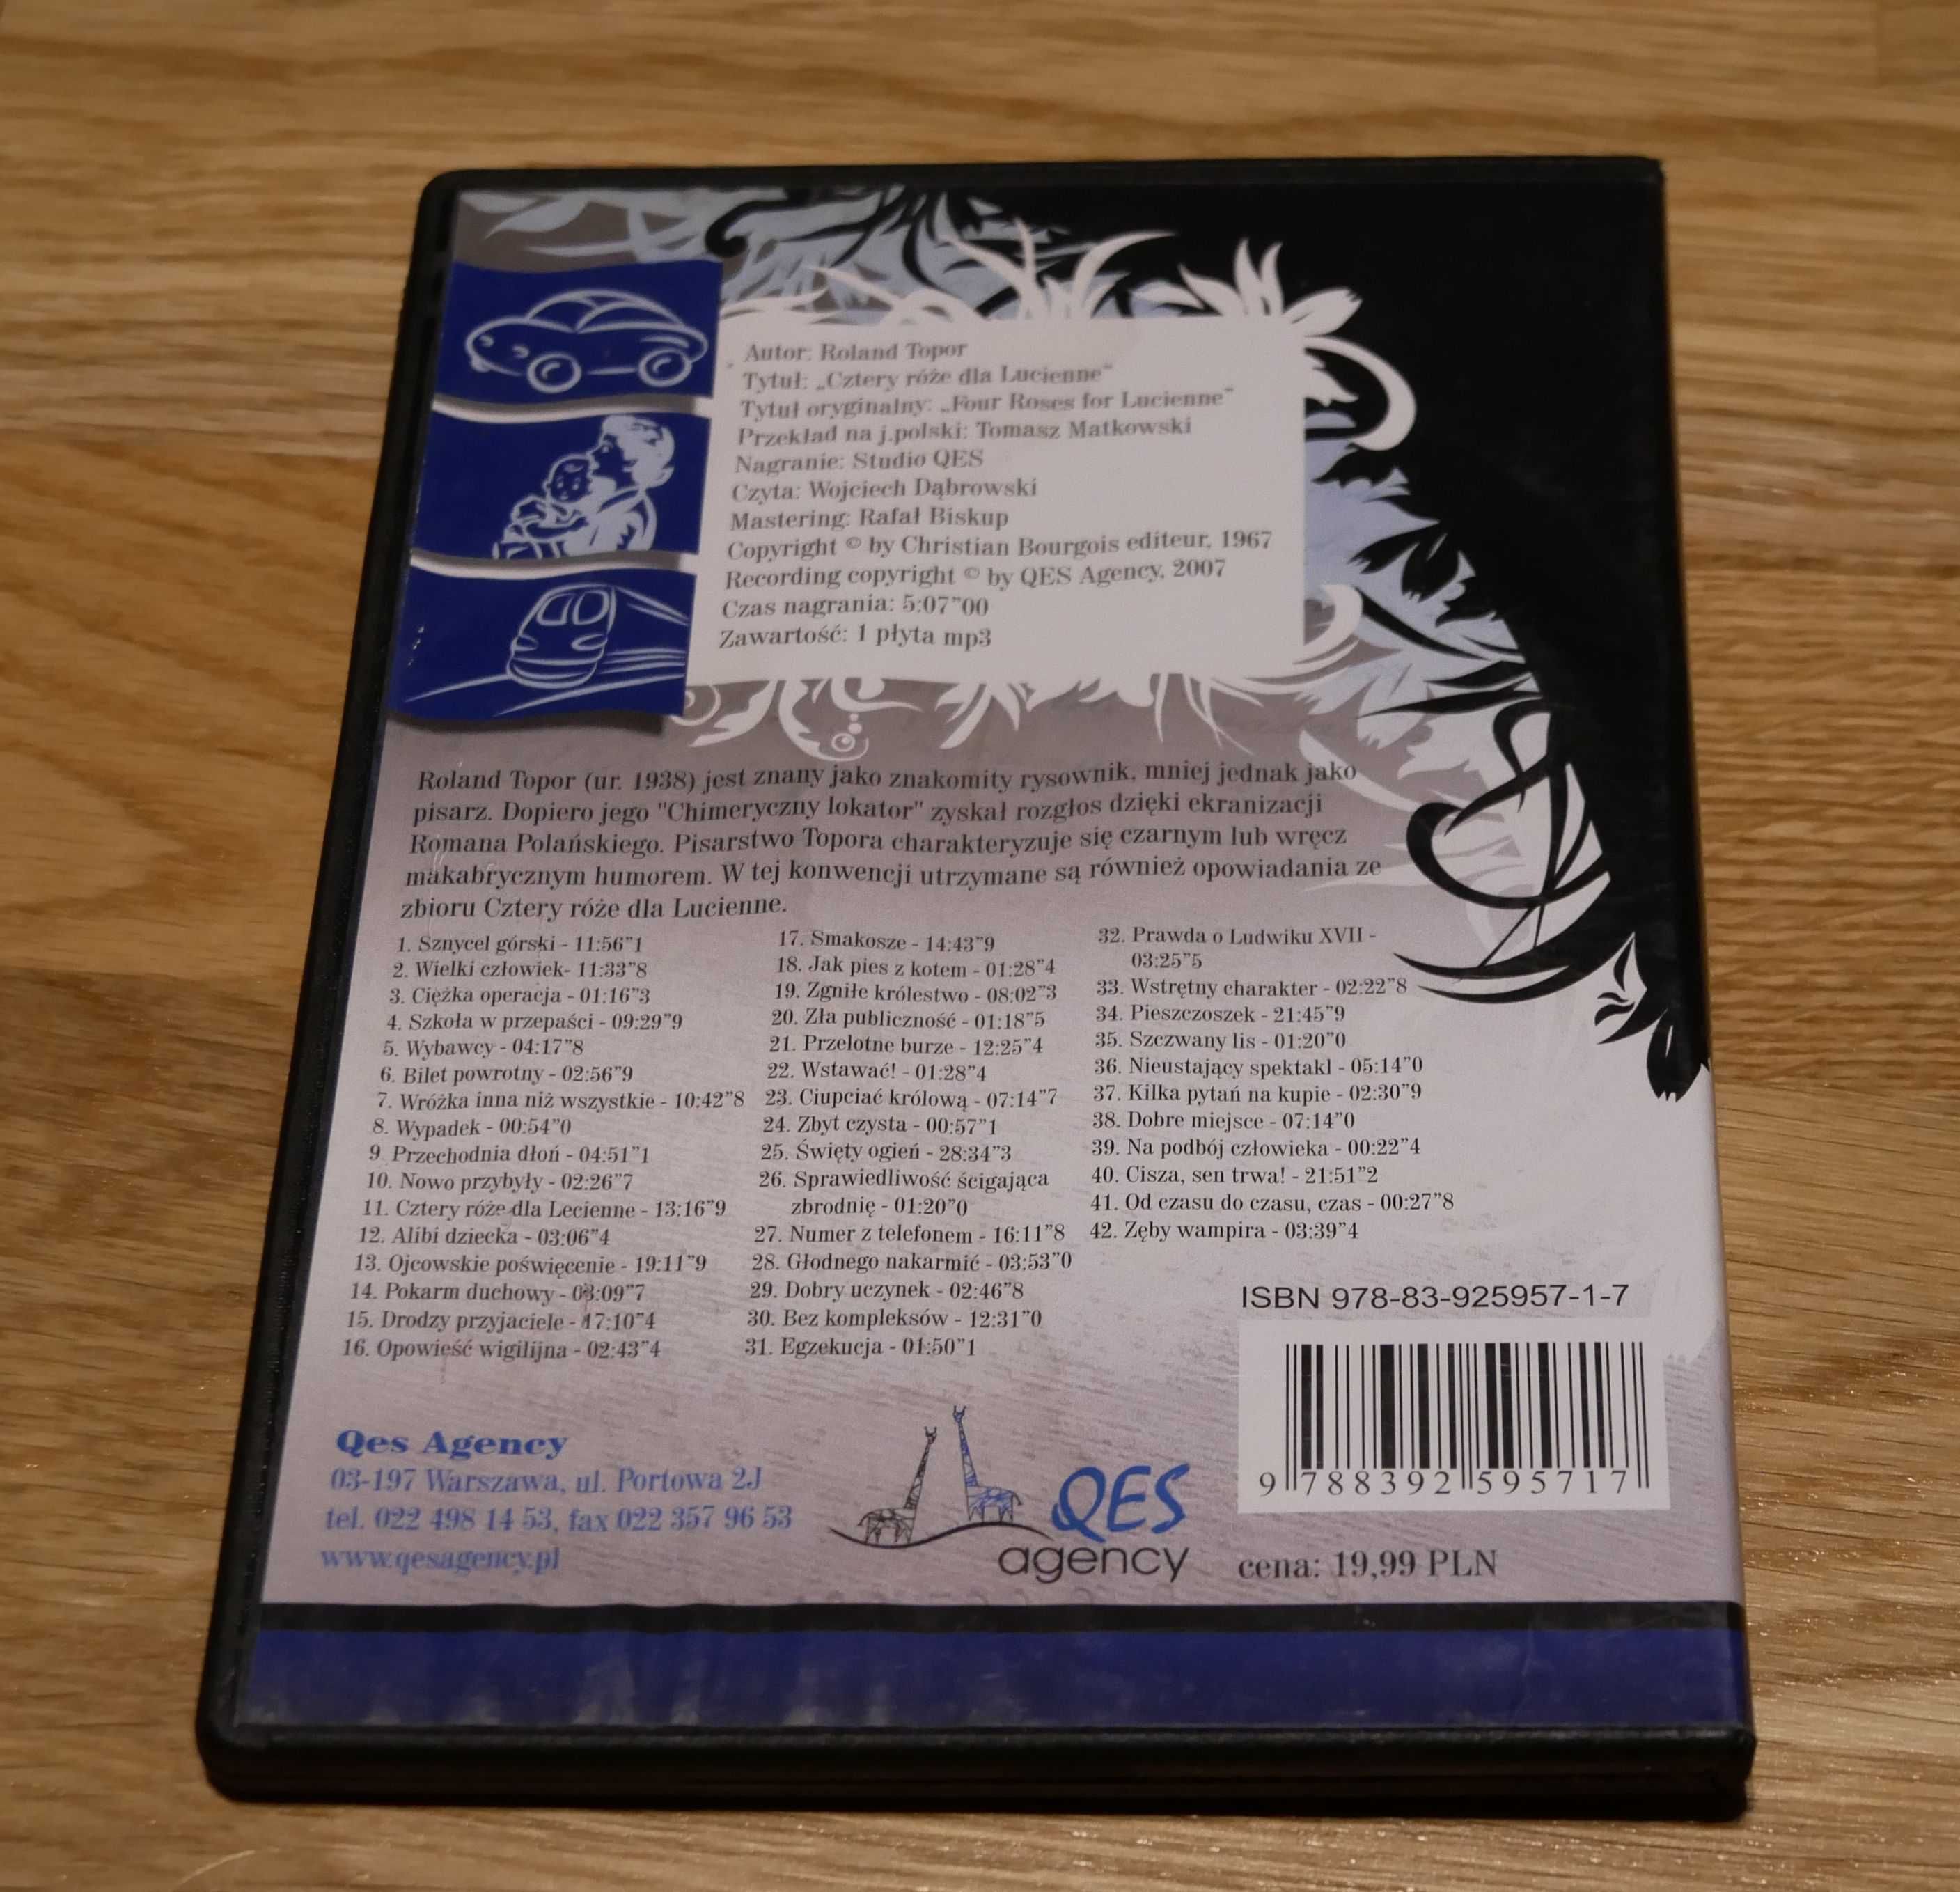 Autor: Roland Topor
Tytuł: „Cztery róże dla Lucienne”
Tytuł oryginalny: „Four Roses for Lucienne”
Przekład na j.polski: Tomasz Matkowski
Nagranie: Studio QES
Czyta: Wojciech Dąbrowski
Mastering: Rafał Biskup
Copyright © by Christian Bourgois editeur, 1967
Recording copyright © by QES Agency, 2007
Czas nagrania: 5:07”00
Zawartość: 1 płyta mp3
Roland Topor (ur. 1938) jest znany jako znakomity rysownik, mniej jednak jako
pisarz. Dopiero jego "Chimeryczny lokator" zyskał rozgłos dzięki ekranizacji
Romana Polańskiego. Pisarstwo Topora charakteryzuje się czarnym lub wręcz
makabrycznym humorem. W tej konwencji utrzymane są również opowiadania ze
zbioru Cztery róże dla Lucienne.
1. Sznycel górski - 11:56”1
2. Wielki człowiek- 11:33”8
3. Ciężka operacja - 01:16”3
4. Szkoła w przepaści - 09:29”9
5. Wybawcy - 04:17”8
6. Bilet powrotny - 02:56”9
7. Wróżka inna niż wszystkie - 10:42”8
8. Wypadek - 00:54”0
9. Przechodnia dłoń - 04:51”1
10. Nowo przybyły - 02:26”7
11. Cztery róże dla Lecienne - 13:16”9
12. Alibi dziecka - 03:06”4
13. Ojcowskie poświęcenie - 19:11”9
14. Pokarm duchowy - 03:09”7
15. Drodzy przyjaciele - 17:10”4
16. Opowieść wigilijna - 02:43”4
17. Smakosze - 14:43”9
18. Jak pies z kotem - 01:28”4
19. Zgniłe królestwo - 08:02”3
20. Zła publiczność - 01:18”5
21. Przelotne burze - 12:25”4
22. Wstawać! - 01:28”4
23. Ciupciać królową - 07:14”7
24. Zbyt czysta - 00:57”1
25. Święty ogień - 28:34”3
26. Sprawiedliwość ścigająca
zbrodnię - 01:20”0
27. Numer z telefonem - 16:11”8
28. Głodnego nakarmić - 03:53”0
29. Dobry uczynek - 02:46”8
30. Bez kompleksów - 12:31”0
31. Egzekucja - 01:50”1
32. Prawda o Ludwiku XVII -
03:25”5
33. Wstrętny charakter - 02:22”8
34. Pieszczoszek - 21:45”9
35. Szczwany lis - 01:20”0
36. Nieustający spektakl - 05:14”0
37. Kilka pytań na kupie - 02:30”9
38. Dobre miejsce - 07:14”0
39. Na podbój człowieka - 00:22”4
40. Cisza, sen trwa! - 21:51”2
41. Od czasu do czasu, czas - 00:27”8
42. Zęby wampira - 03:39”4
ISBN 978-83-925957-1-7
9 788392 595717
Qes Agency
03-197 Warszawa, ul. Portowa 2J
tel. 022 498 14 53, fax 022 357 96 53
www.qesagency.pl
QES
agency
cena: 19,99 PLN